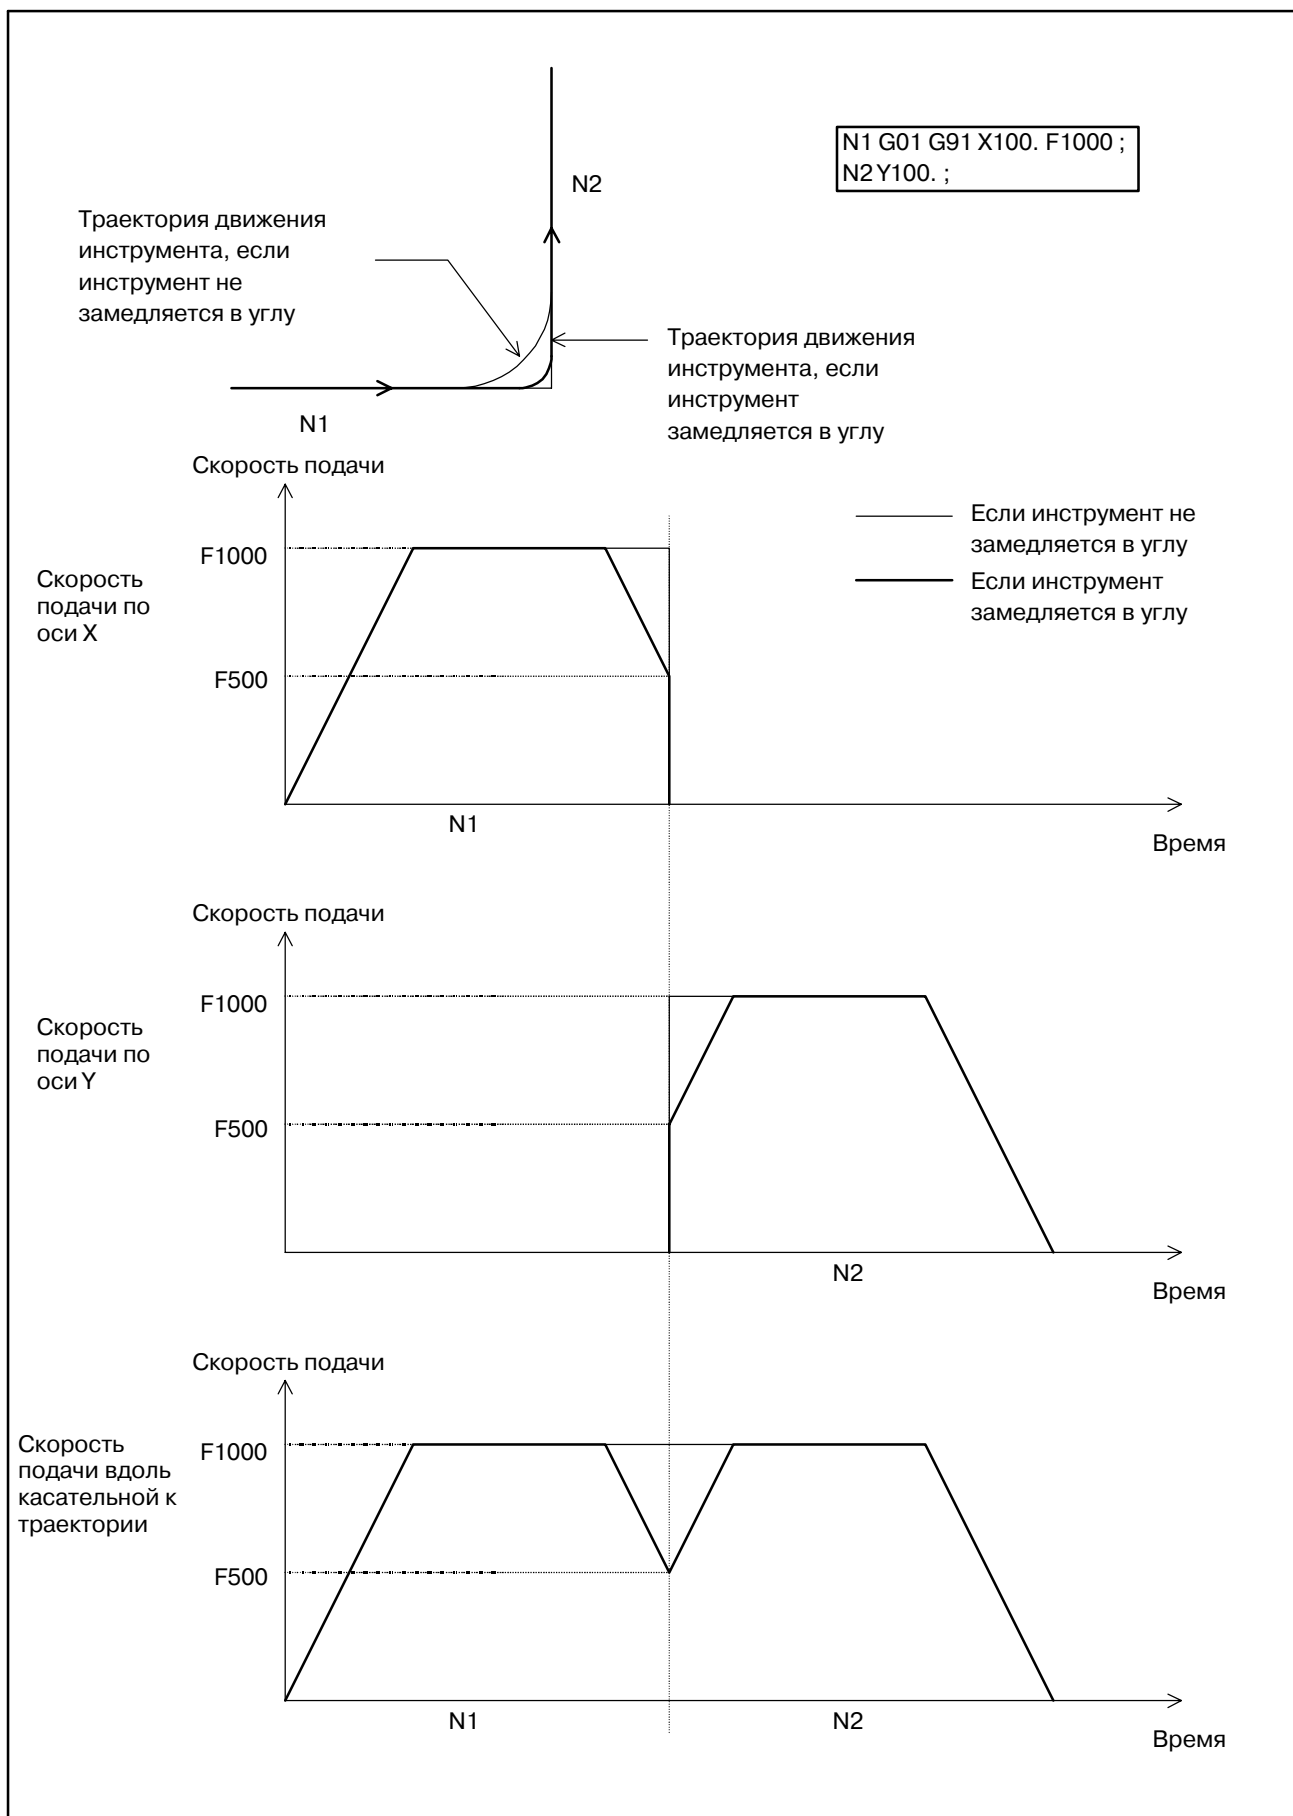 N1 G01 G91 X100. F1000 ;
N2 Y100. ;
N2
Траектория движения
инструмента, если
инструмент не
замедляется в углу
Траектория движения
инструмента, если
инструмент
замедляется в углу
N1
Скорость подачи
Если инструмент не
замедляется в углу
Если инструмент
замедляется в углу
F1000
Скорость
подачи по
оси X
F500
N1
Время
Скорость подачи
F1000
Скорость
подачи по
оси Y
F500
N2
Время
Скорость подачи
F1000
Скорость
подачи вдоль
касательной к
траектории
F500
N1
N2
Время